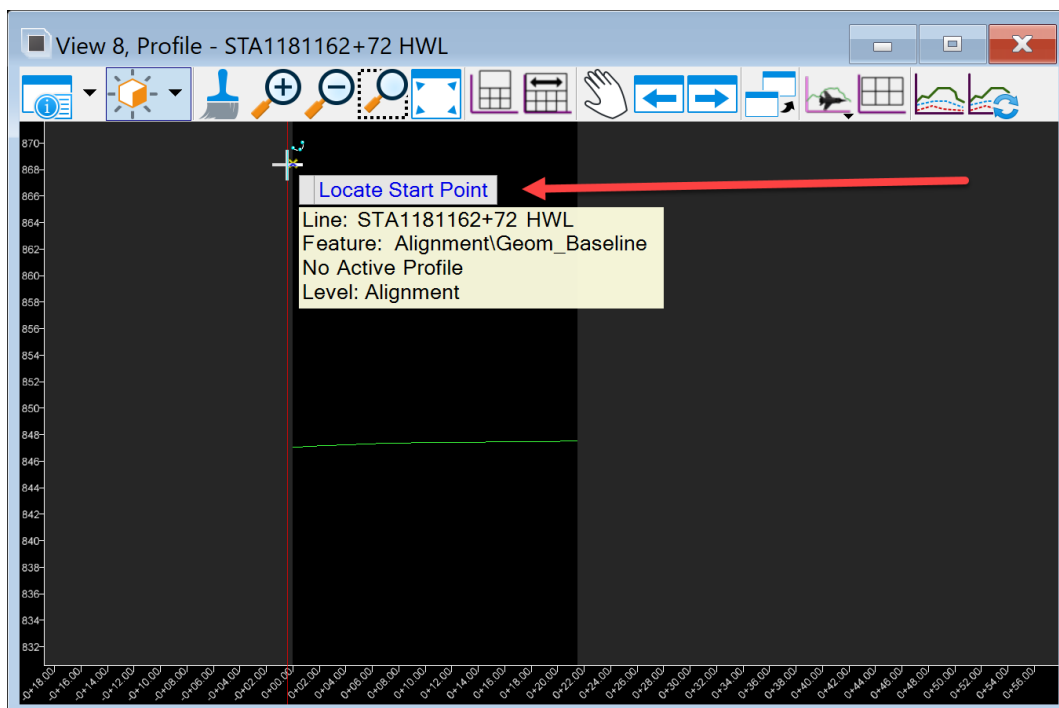 View 8, Profile - STA1181162+72 HWL
870-
868-
866-
864-
862-
860-
858-
856-
854-
852-
850-
848-
846-
844-
842-
840-
838-
836-
834-
832-
Locate Start Point
Line: STA1181162+72 HWL
Feature: Alignment\Geom_Baseline
No Active Profile
Level: Alignment
-0+18.00 -0+16.00 -0+14.00 -0+12.00 -0+10.00 -0+08.00 -0+06.00 -0+04.00 -0+02.00 0+00.00 0+02.00 0+04.00 0+06.00 0+08.00 0+10.00 0+12.00 0+14.00 0+16.00 0+18.00 0+20.00 0+22.00 0+24.00 0+26.00 0+28.00 0+30.00 0+32.00 0+34.00 0+36.00 0+38.00 0+40.00 0+42.00 0+44.00 0+46.00 0+48.00 0+50.00 0+52.00 0+54.00 0+56.00